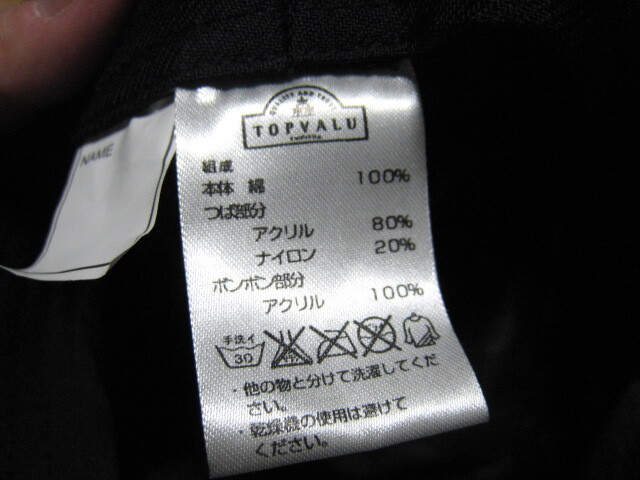 QUALITY AND TRUST
TOPVALU
NAME
組成
本体 綿 100%
つば部分
アクリル 80%
ナイロン 20%
ボンボン部分
アクリル 100%
手洗イ
30
・他の物と分けて洗濯してくだ
さい。
・乾燥機の使用は避けて
ください。